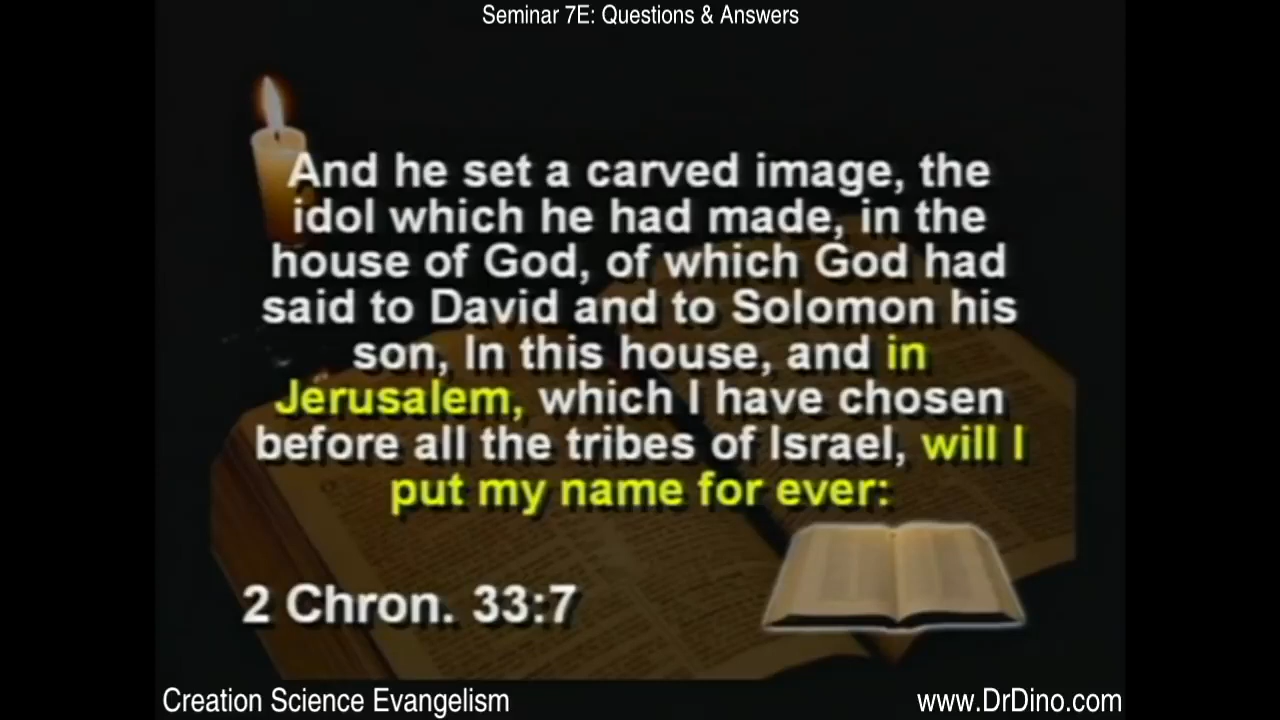 Seminar 7E: Questions & Answers
And he set a carved image, the
idol which he had made, in the
house of God, of which God had
said to David and to Solomon his
son, In this house, and in
Jerusalem, which I have chosen
before all the tribes of Israel, will I
put my name for ever:
2 Chron. 33:7
Creation Science Evangelism
www.DrDino.com